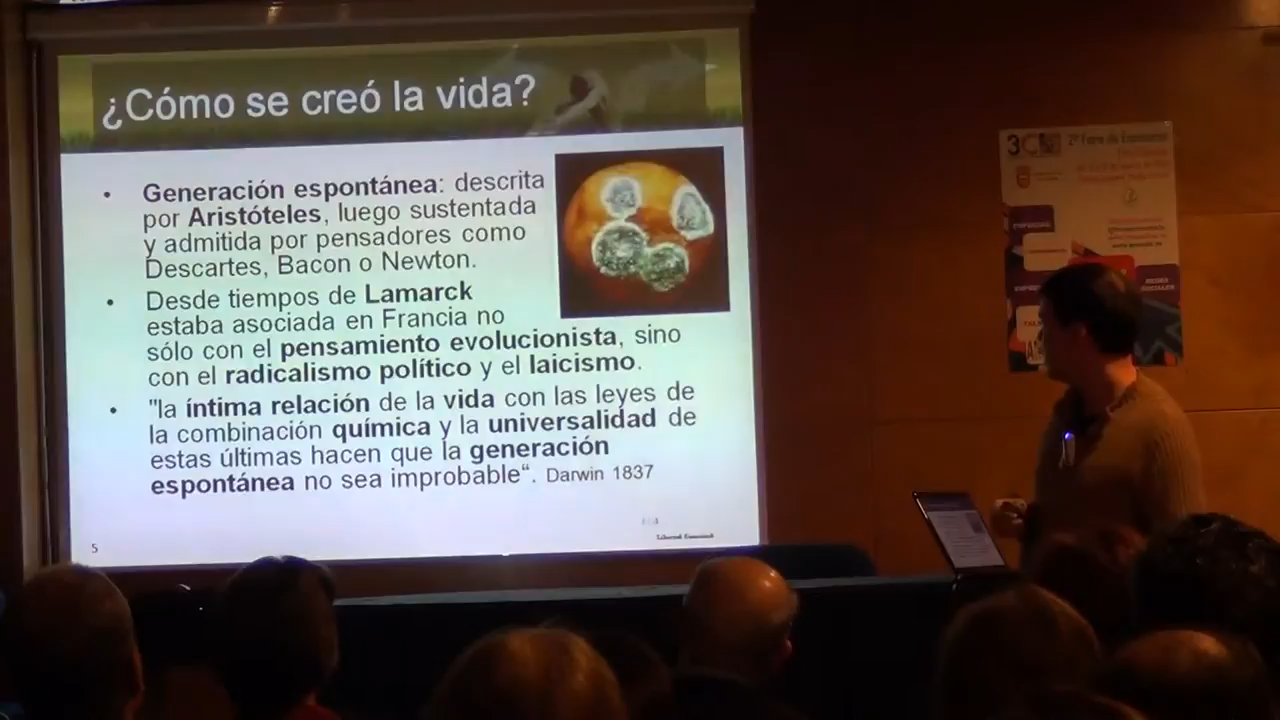 ¿Cómo se creó la vida?
• Generación espontánea: descrita
por Aristóteles, luego sustentada
y admitida por pensadores como
Descartes, Bacon o Newton.
• Desde tiempos de Lamarck
estaba asociada en Francia no
sólo con el pensamiento evolucionista, sino
con el radicalismo político y el laicismo.
• "la íntima relación de la vida con las leyes de
la combinación química y la universalidad de
estas últimas hacen que la generación
espontánea no sea improbable“. Darwin 1837
5
3C
REDES
SOCIALES